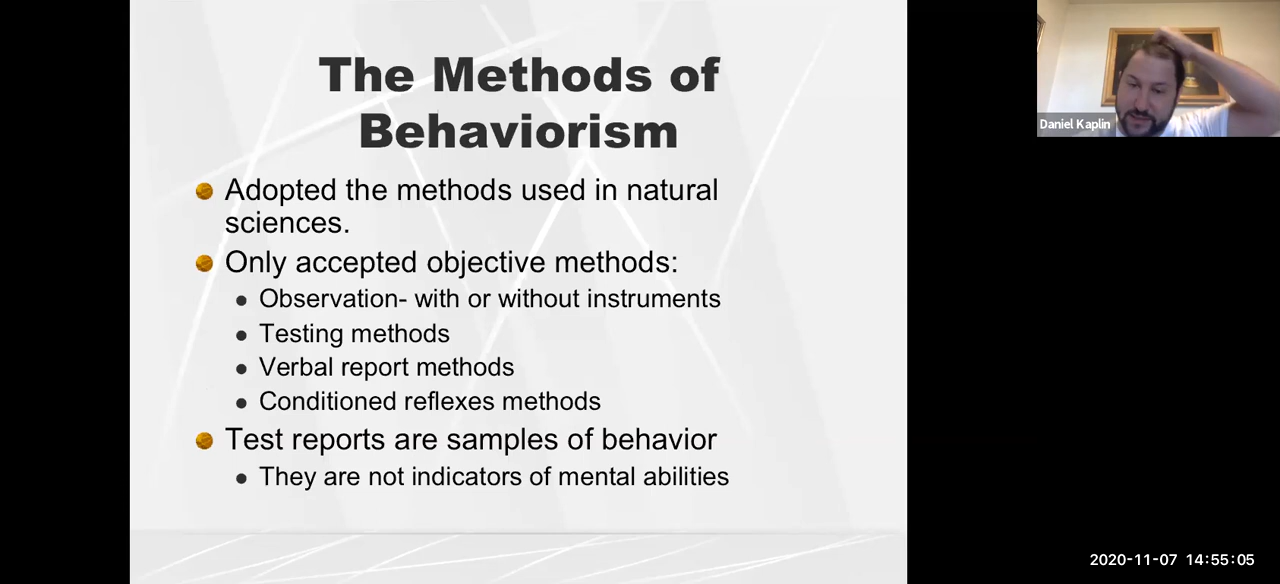 The Methods of
Behaviorism
Adopted the methods used in natural
sciences.
Only accepted objective methods:
Observation- with or without instruments
Testing methods
Verbal report methods
Conditioned reflexes methods
Test reports are samples of behavior
They are not indicators of mental abilities
Daniel Kaplin
2020-11-07 14:55:05